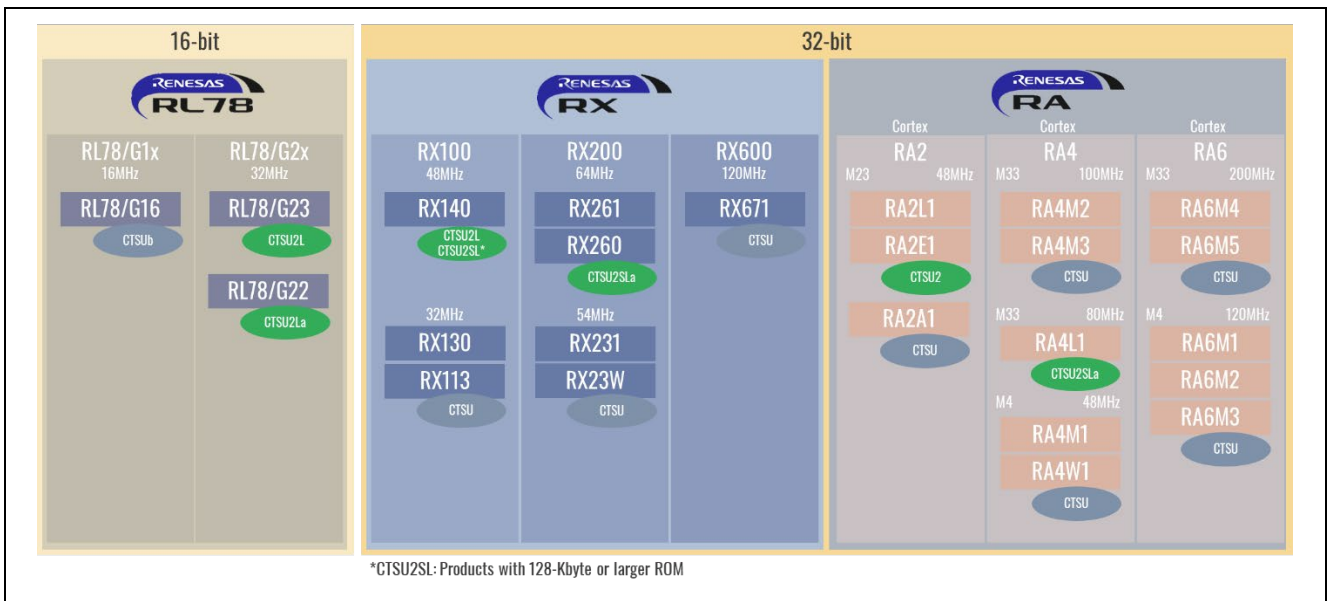 16-bit
RENESAS
RL78
RL78/G1x
16MHz
RL78/G16
CTSUb
RL78/G2x
32MHz
RL78/G23
CTSU2L
RL78/G22
CTSU2La
32-bit
RENESAS
RX
RX100
48MHz
RX140
CTSU2L
CTSU2SL*
32MHz
RX130
RX113
CTSU
RX200
64MHz
RX261
RX260
CTSU2SLa
54MHz
RX231
RX23W
CTSU
RX600
120MHz
RX671
CTSU
RENESAS
RA
Cortex
RA2
M23 48MHz
RA2L1
RA2E1
CTSU2
RA2A1
CTSU
Cortex
RA4
M33 100MHz
RA4M2
RA4M3
CTSU
M33 80MHz
RA4L1
CTSU2SLa
M4 48MHz
RA4M1
RA4W1
CTSU
Cortex
RA6
M33 200MHz
RA6M4
RA6M5
CTSU
M4 120MHz
RA6M1
RA6M2
RA6M3
CTSU
*CTSU2SL: Products with 128-Kbyte or larger ROM